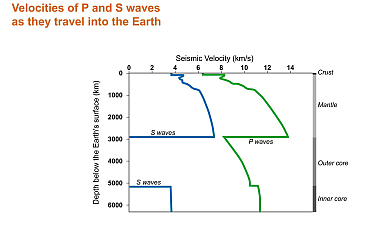 Velocities of P and S waves
as they travel into the Earth
Seismic Velocity (km/s)
0 2 4 6 8 10 12 14
Depth below the Earth's surface (km)
0
1000
2000
3000
4000
5000
6000
S waves
P waves
S waves
Crust
Mantle
Outer core
Inner core